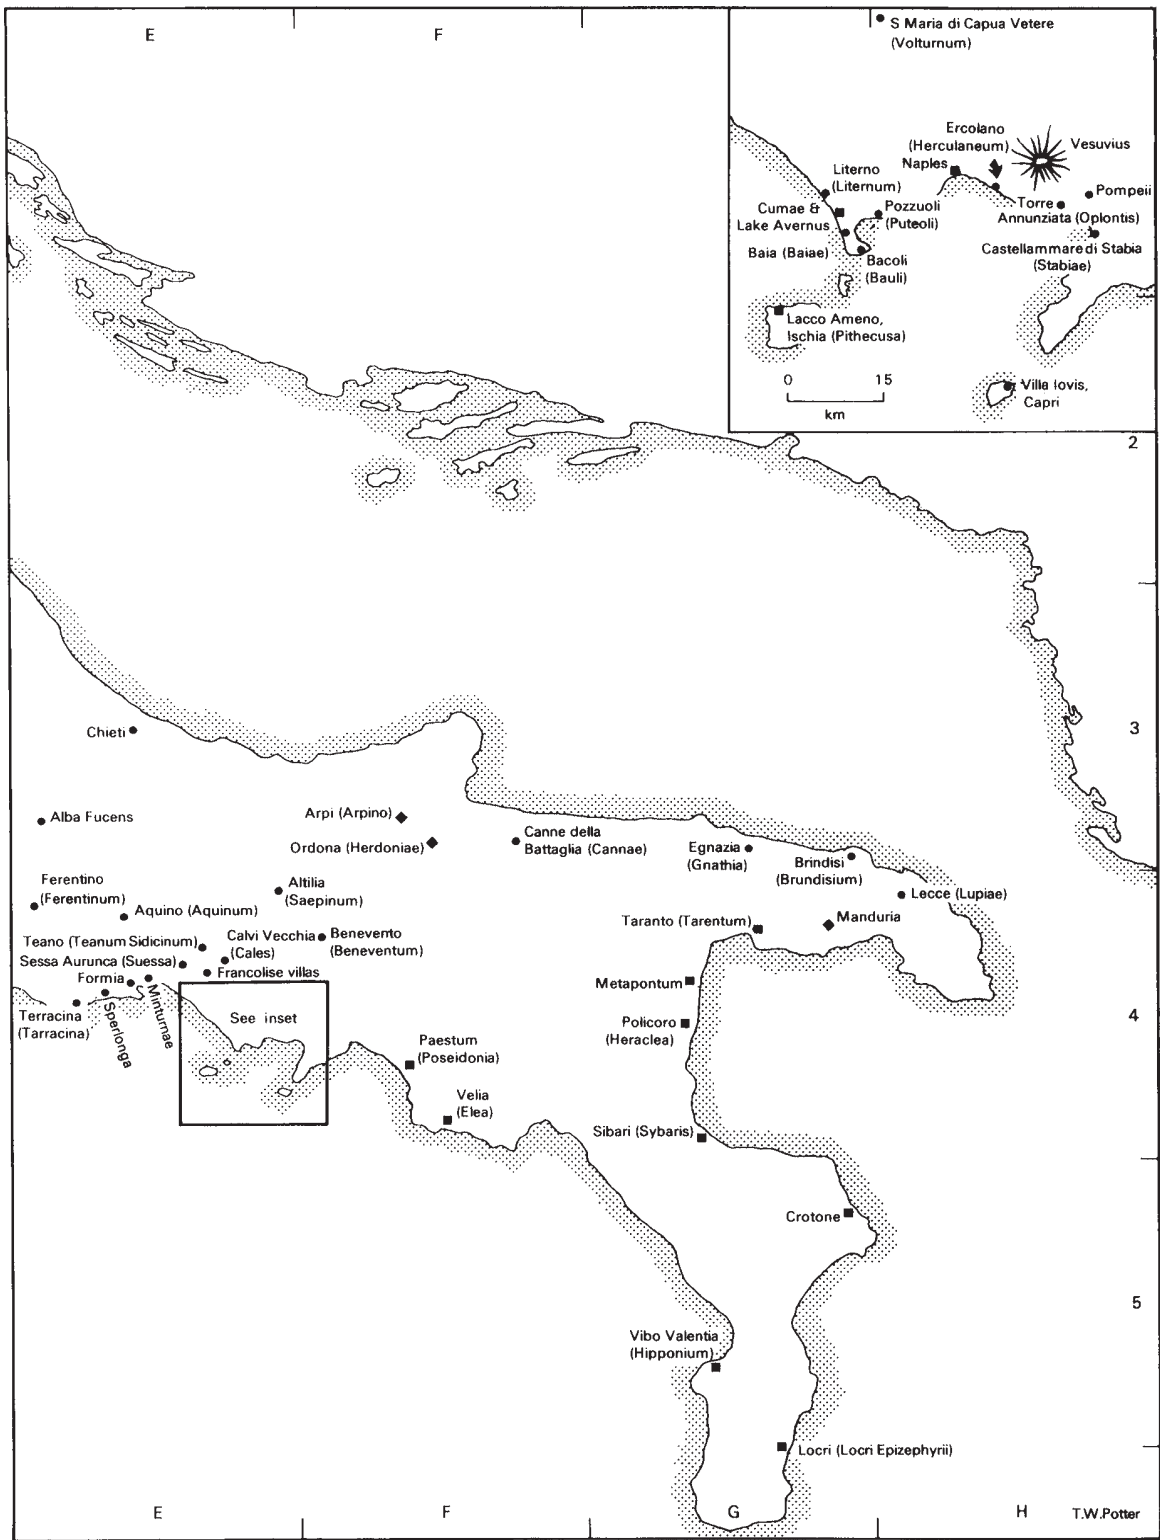 E
F
S Maria di Capua Vetere
(Volturnum)
Ercolano
(Herculaneum)
Vesuvius
Naples
Literno
(Liternum)
Pompeii
Cumae &
Lake Avernus
Pozzuoli
(Puteoli)
Torre
Annunziata (Oplontis)
Baia (Baiae)
Bacoli
(Bauli)
Castellammare di Stabia
(Stabiae)
Lacco Ameno,
Ischia (Pithecusa)
0 15
km
Villa Iovis,
Capri
2
Chieti
3
Alba Fucens
Arpi (Arpino)
Ordona (Herdoniae)
Canne della
Battaglia (Cannae)
Egnazia
(Gnathia)
Brindisi
(Brundisium)
Ferentino
(Ferentinum)
Altilia
(Saepinum)
Lecce (Lupiae)
Aquino (Aquinum)
Taranto (Tarentum)
Manduria
Teano (Teanum Sidicinum)
Calvi Vecchia
(Cales)
Benevento
(Beneventum)
Sessa Aurunca (Suessa)
Francolise villas
Formia
Metapontum
Terracina
(Tarracina)
Sperlonga
Minturnae
See inset
Policoro
(Heraclea)
4
Paestum
(Poseidonia)
Velia
(Elea)
Sibari (Sybaris)
Crotone
5
Vibo Valentia
(Hipponium)
Locri (Locri Epizephyrii)
E
F
G
H
T.W.Potter